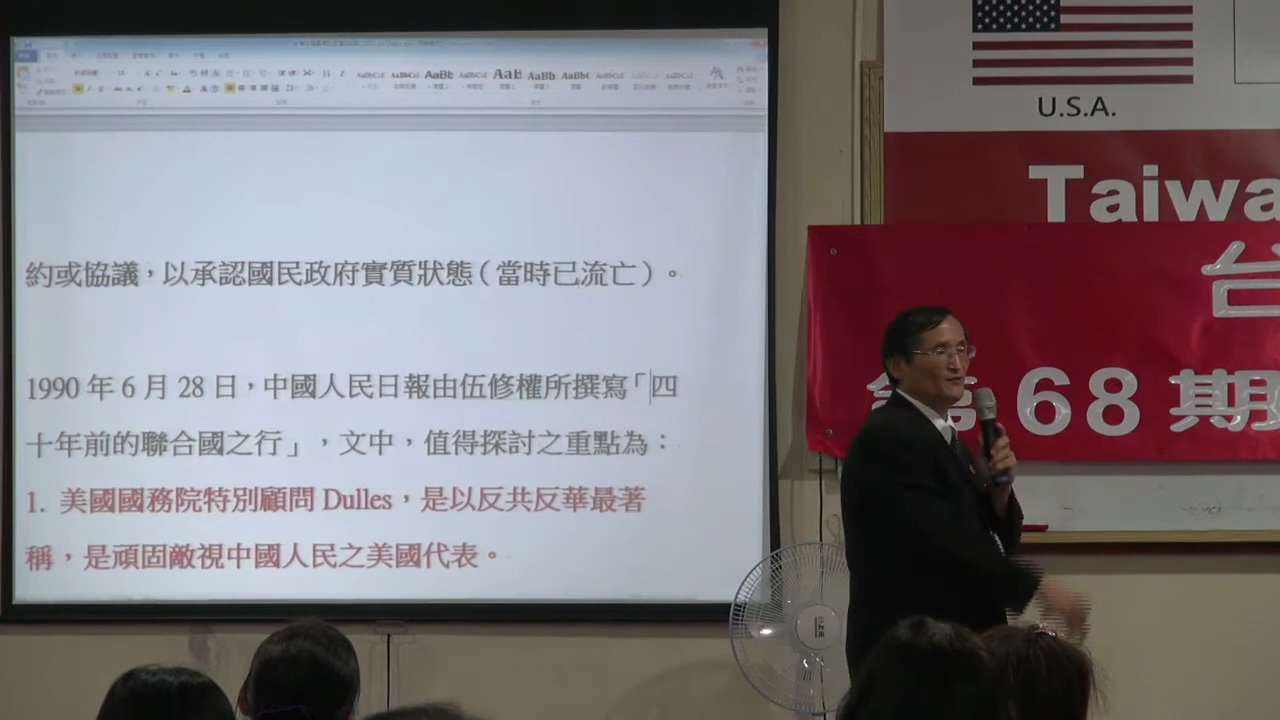 約或協議，以承認國民政府實質狀態（當時已流亡）。
1990 年 6 月 28 日，中國人民日報由伍修權所撰寫「四
十年前的聯合國之行」，文中，值得探討之重點為：
1. 美國國務院特別顧問 Dulles，是以反共反華最著
稱，是頑固敵視中國人民之美國代表。
U.S.A.
Taiwa
台
第 68 期